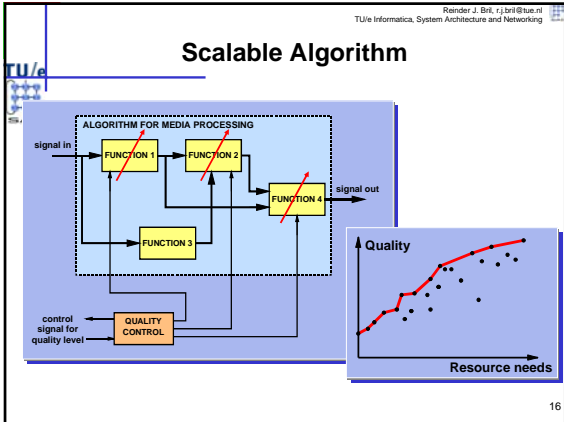 Reinder J. Bril, r.j.bril@tue.nl
TU/e Informatica, System Architecture and Networking
TU/e
Scalable Algorithm
ALGORITHM FOR MEDIA PROCESSING
signal in
FUNCTION 1
FUNCTION 2
FUNCTION 4
signal out
FUNCTION 3
control
signal for
quality level
QUALITY
CONTROL
Quality
Resource needs
16